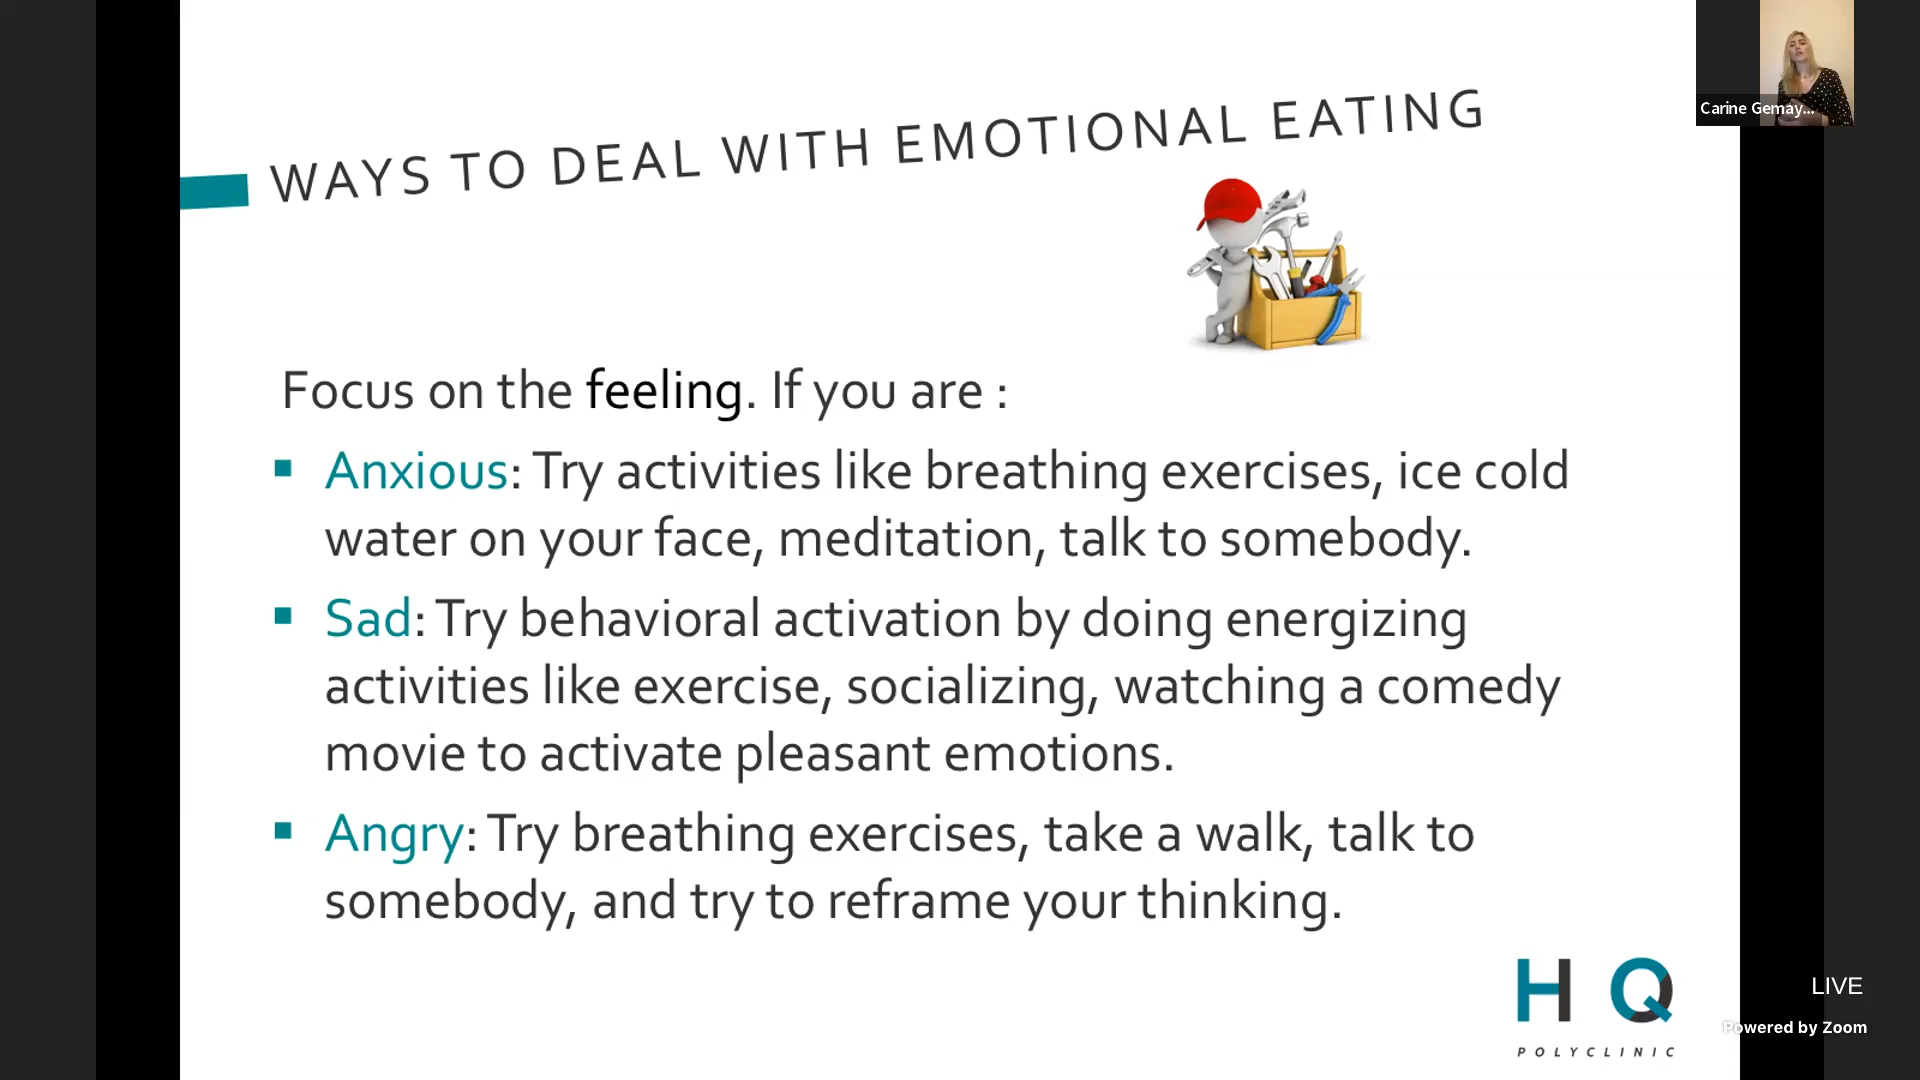 Carine Gemay...
WAYS TO DEAL WITH EMOTIONAL EATING
Focus on the feeling. If you are :
Anxious: Try activities like breathing exercises, ice cold
water on your face, meditation, talk to somebody.
Sad: Try behavioral activation by doing energizing
activities like exercise, socializing, watching a comedy
movie to activate pleasant emotions.
Angry: Try breathing exercises, take a walk, talk to
somebody, and try to reframe your thinking.
HQ
POLYCLINIC
LIVE
Powered by Zoom